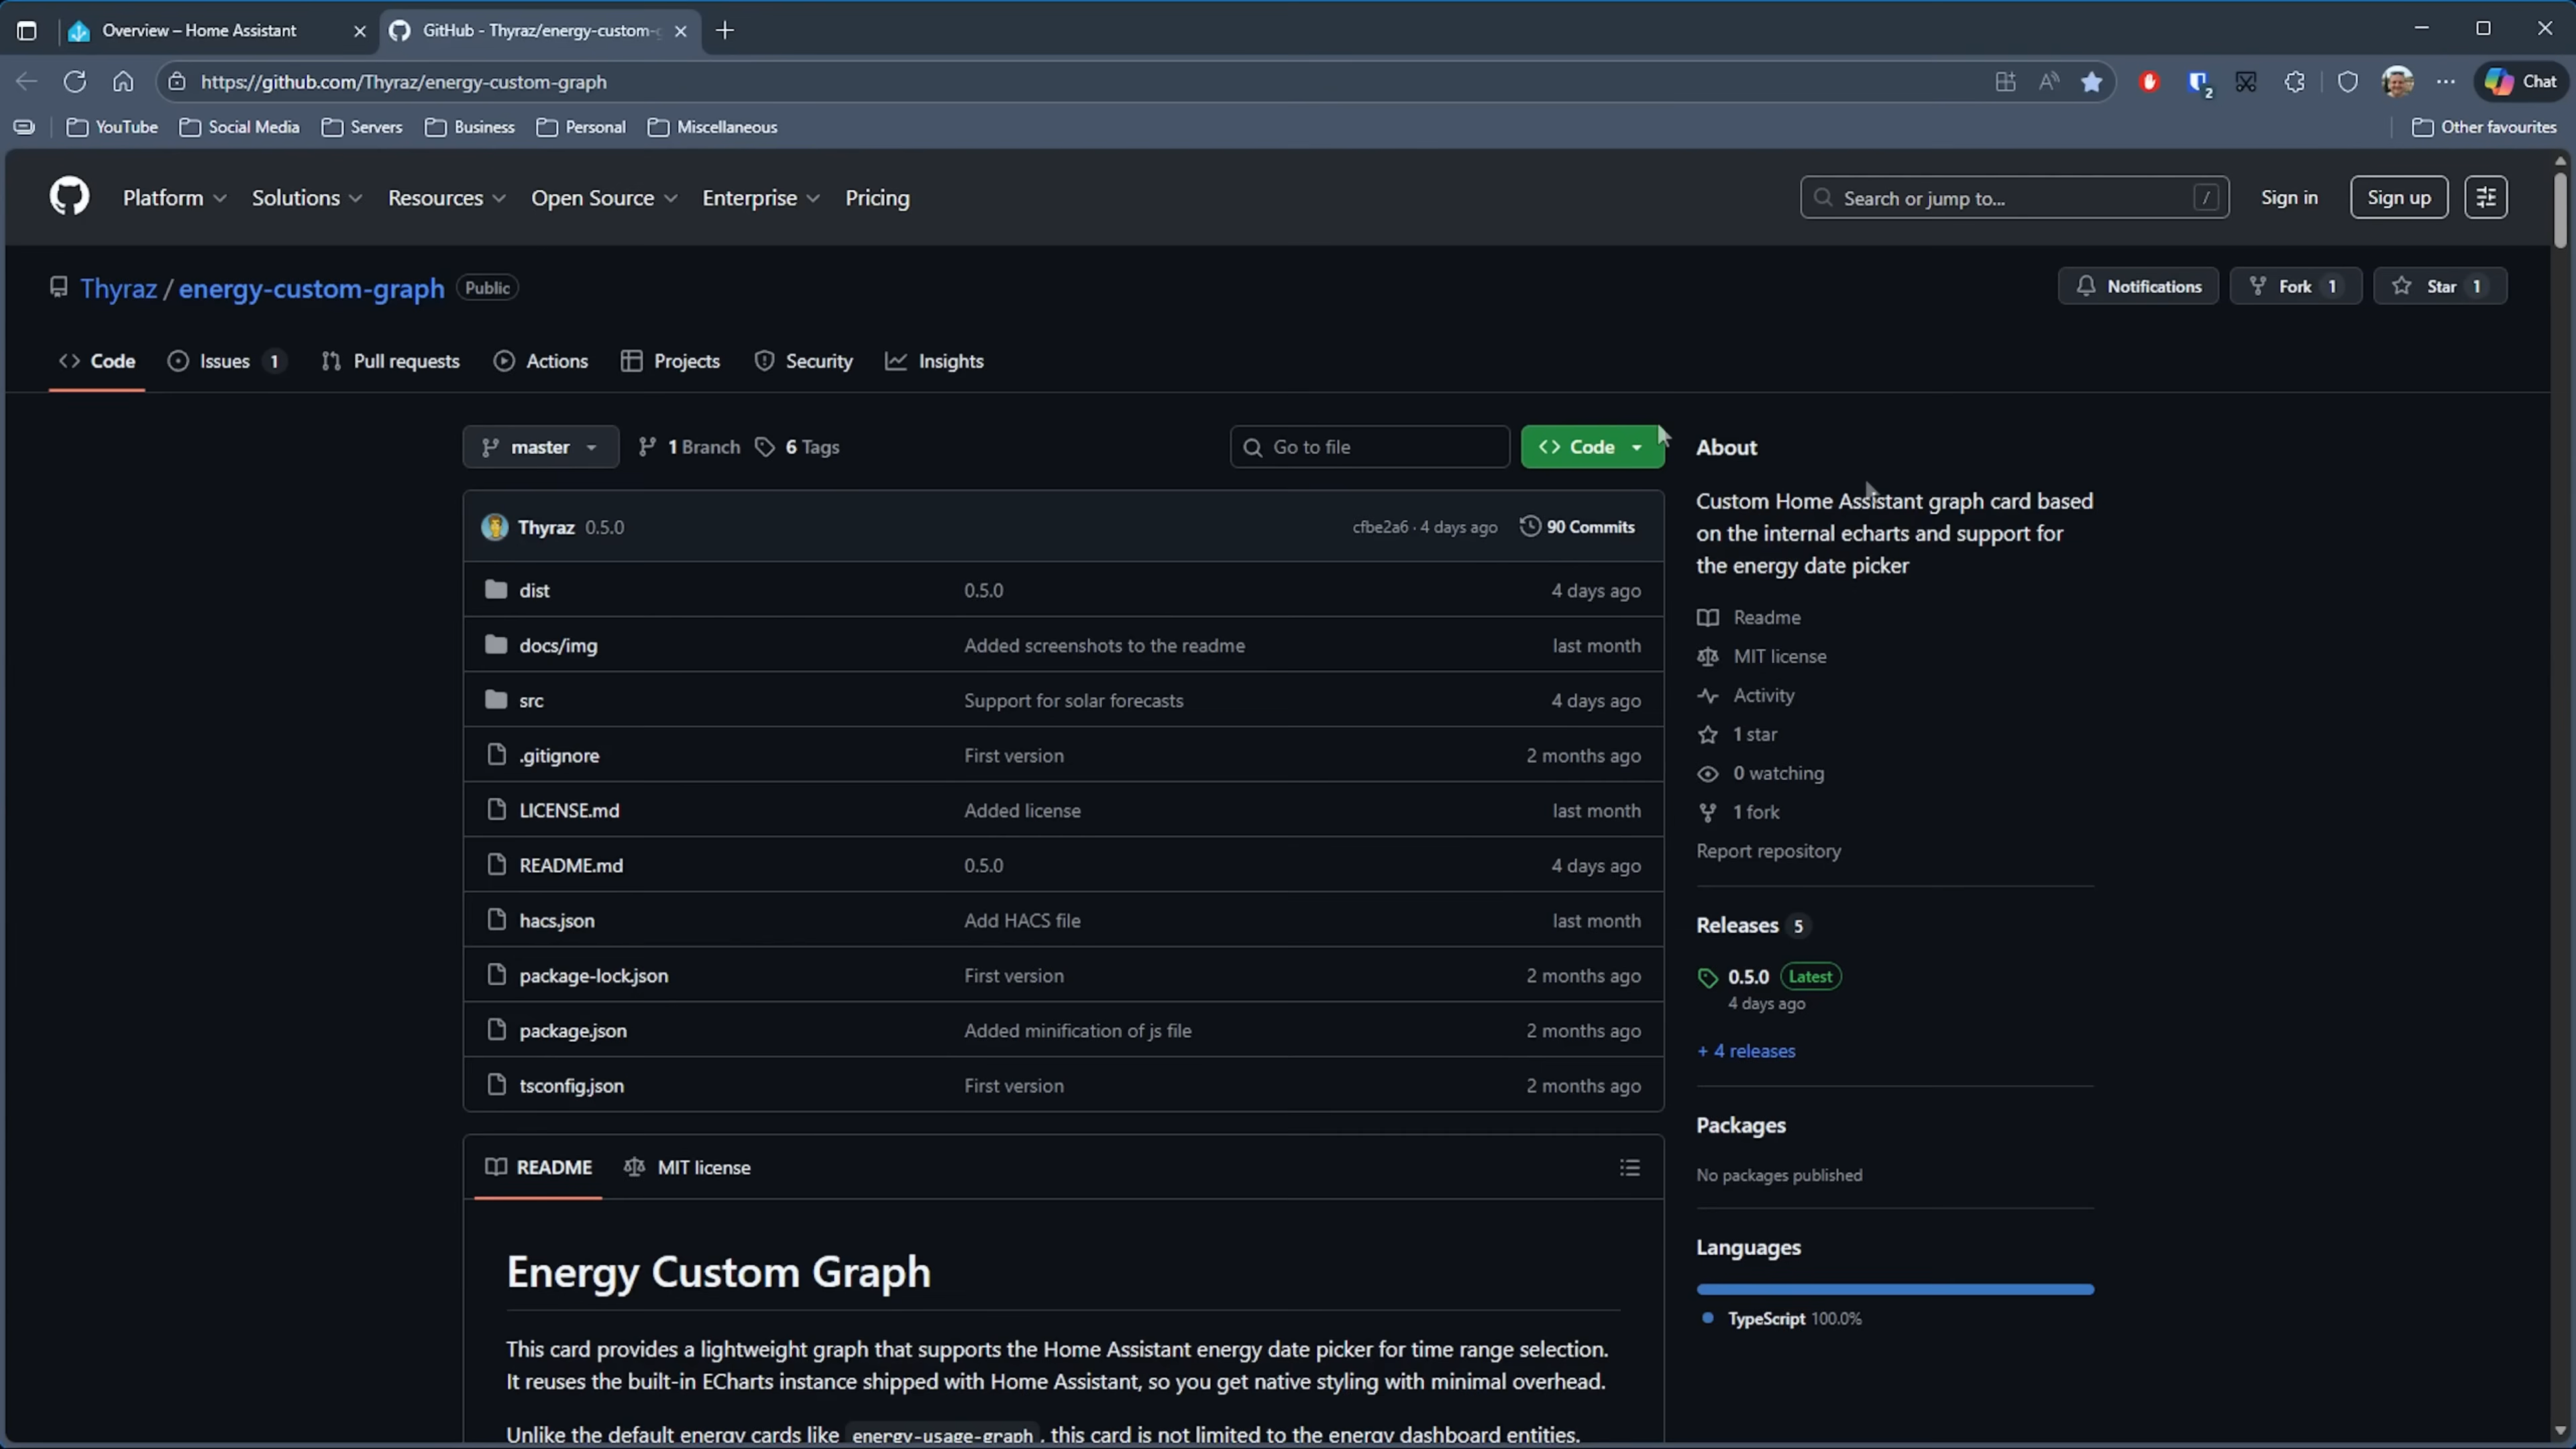 Overview – Home Assistant
GitHub - Thyraz/energy-custom-g
https://github.com/Thyraz/energy-custom-graph
2
Chat
YouTube
Social Media
Servers
Business
Personal
Miscellaneous
Other favourites
Platform
Solutions
Resources
Open Source
Enterprise
Pricing
Search or jump to...
/
Sign in
Sign up
Thyraz / energy-custom-graph
Public
Notifications
Fork 1
Star 1
Code
Issues 1
Pull requests
Actions
Projects
Security
Insights
master
1 Branch
6 Tags
Go to file
Code
Thyraz 0.5.0
cfbe2a6 · 4 days ago
90 Commits
dist 0.5.0 4 days ago
docs/img Added screenshots to the readme last month
src Support for solar forecasts 4 days ago
.gitignore First version 2 months ago
LICENSE.md Added license last month
README.md 0.5.0 4 days ago
hacs.json Add HACS file last month
package-lock.json First version 2 months ago
package.json Added minification of js file 2 months ago
tsconfig.json First version 2 months ago
README
MIT license
Energy Custom Graph
This card provides a lightweight graph that supports the Home Assistant energy date picker for time range selection.
It reuses the built-in ECharts instance shipped with Home Assistant, so you get native styling with minimal overhead.
Unlike the default energy cards like energy-usage-graph , this card is not limited to the energy dashboard entities.
About
Custom Home Assistant graph card based
on the internal echarts and support for
the energy date picker
Readme
MIT license
Activity
1 star
0 watching
1 fork
Report repository
Releases 5
0.5.0 Latest
4 days ago
+ 4 releases
Packages
No packages published
Languages
TypeScript 100.0%